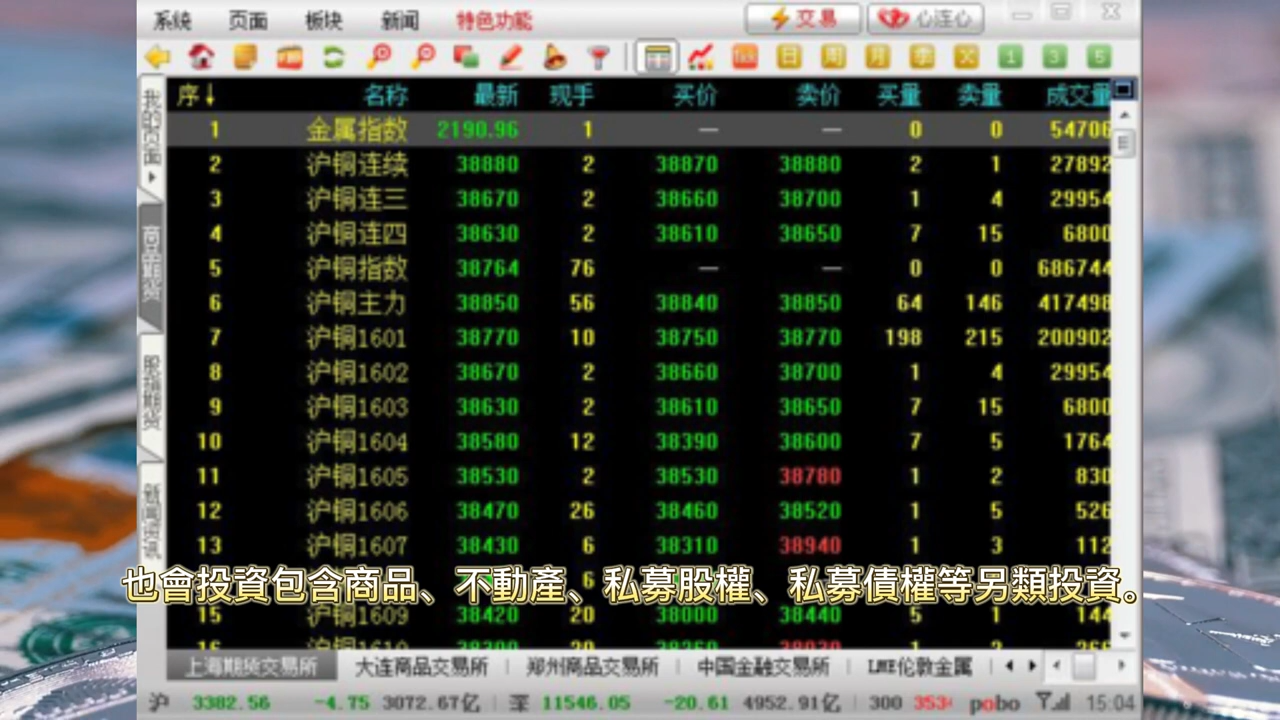 系统 页面 板块 新闻 特色功能 交易 心连心
日 周 月 季 1 3 5
我的页面
商品期货
股指期货
新闻资讯
序↓ 名称 最新 现手 买价 卖价 买量 卖量 成交量
1 金属指数 2190.96 1 — — 0 0 54706
2 沪铜连续 38880 2 38870 38880 2 1 27892
3 沪铜连三 38670 2 38660 38700 1 4 29954
4 沪铜连四 38630 2 38610 38650 7 15 6800
5 沪铜指数 38764 76 — — 0 0 686744
6 沪铜主力 38850 56 38840 38850 64 146 417498
7 沪铜1601 38770 10 38750 38770 198 215 200902
8 沪铜1602 38670 2 38660 38700 1 4 29954
9 沪铜1603 38630 2 38610 38650 7 15 6800
10 沪铜1604 38580 12 38390 38600 7 5 1764
11 沪铜1605 38530 2 38530 38780 1 2 830
12 沪铜1606 38470 26 38460 38520 1 5 526
13 沪铜1607 38430 6 38310 38940 1 3 112
也會投資包含商品、不動產、私募股權、私募債權等另類投資。
15 沪铜1609 38420 20 38000 38440 5 1 144
上海期货交易所 大连商品交易所 郑州商品交易所 中国金融交易所 LME伦敦金属
沪 3382.56 -4.75 3072.67亿 11546.05 -20.61 4952.91亿 300 353 pobo 15:04